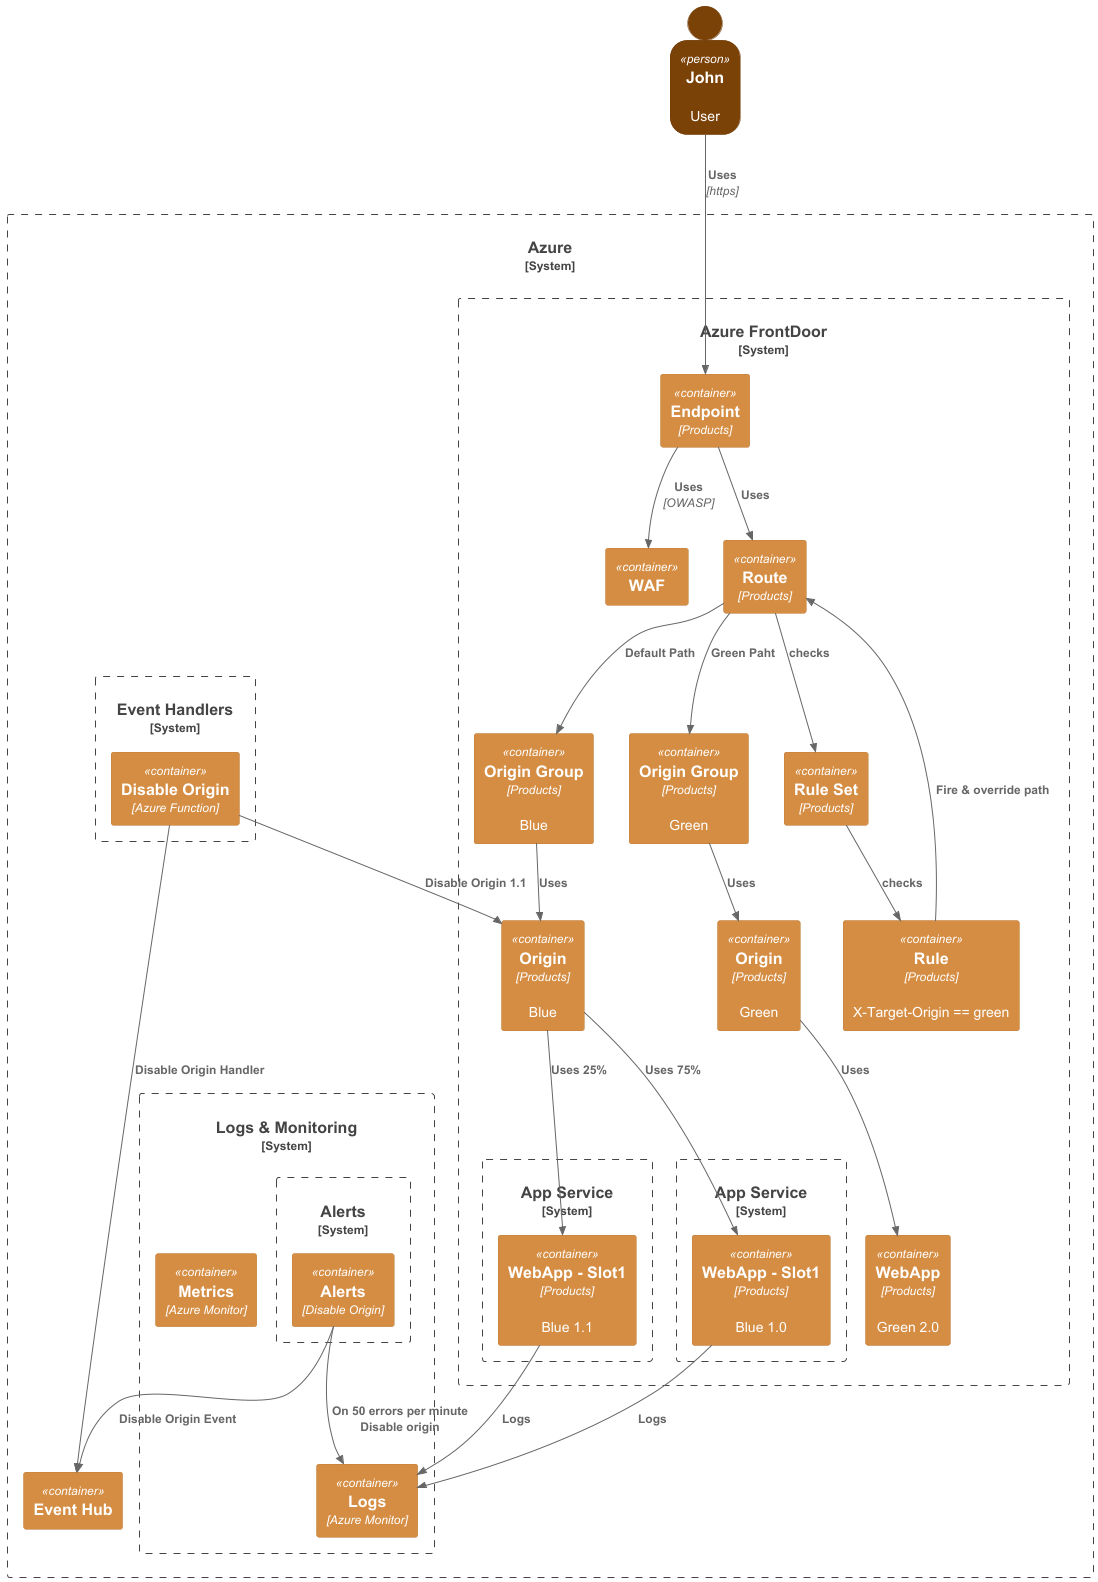 «person»
John
User
Uses
[https]
Azure
[System]
Azure FrontDoor
[System]
«container»
Endpoint
[Products]
Uses
[OWASP]
Uses
«container»
WAF
«container»
Route
[Products]
Default Path
Green Paht
checks
Event Handlers
[System]
«container»
Disable Origin
[Azure Function]
«container»
Origin Group
[Products]
Blue
«container»
Origin Group
[Products]
Green
«container»
Rule Set
[Products]
Fire & override path
Disable Origin 1.1
Uses
Uses
checks
«container»
Origin
[Products]
Blue
«container»
Origin
[Products]
Green
«container»
Rule
[Products]
X-Target-Origin == green
Disable Origin Handler
Uses 25%
Uses 75%
Uses
Logs & Monitoring
[System]
Alerts
[System]
«container»
Metrics
[Azure Monitor]
«container»
Alerts
[Disable Origin]
App Service
[System]
«container»
WebApp - Slot1
[Products]
Blue 1.1
App Service
[System]
«container»
WebApp - Slot1
[Products]
Blue 1.0
«container»
WebApp
[Products]
Green 2.0
Disable Origin Event
On 50 errors per minute
Disable origin
Logs
Logs
«container»
Event Hub
«container»
Logs
[Azure Monitor]